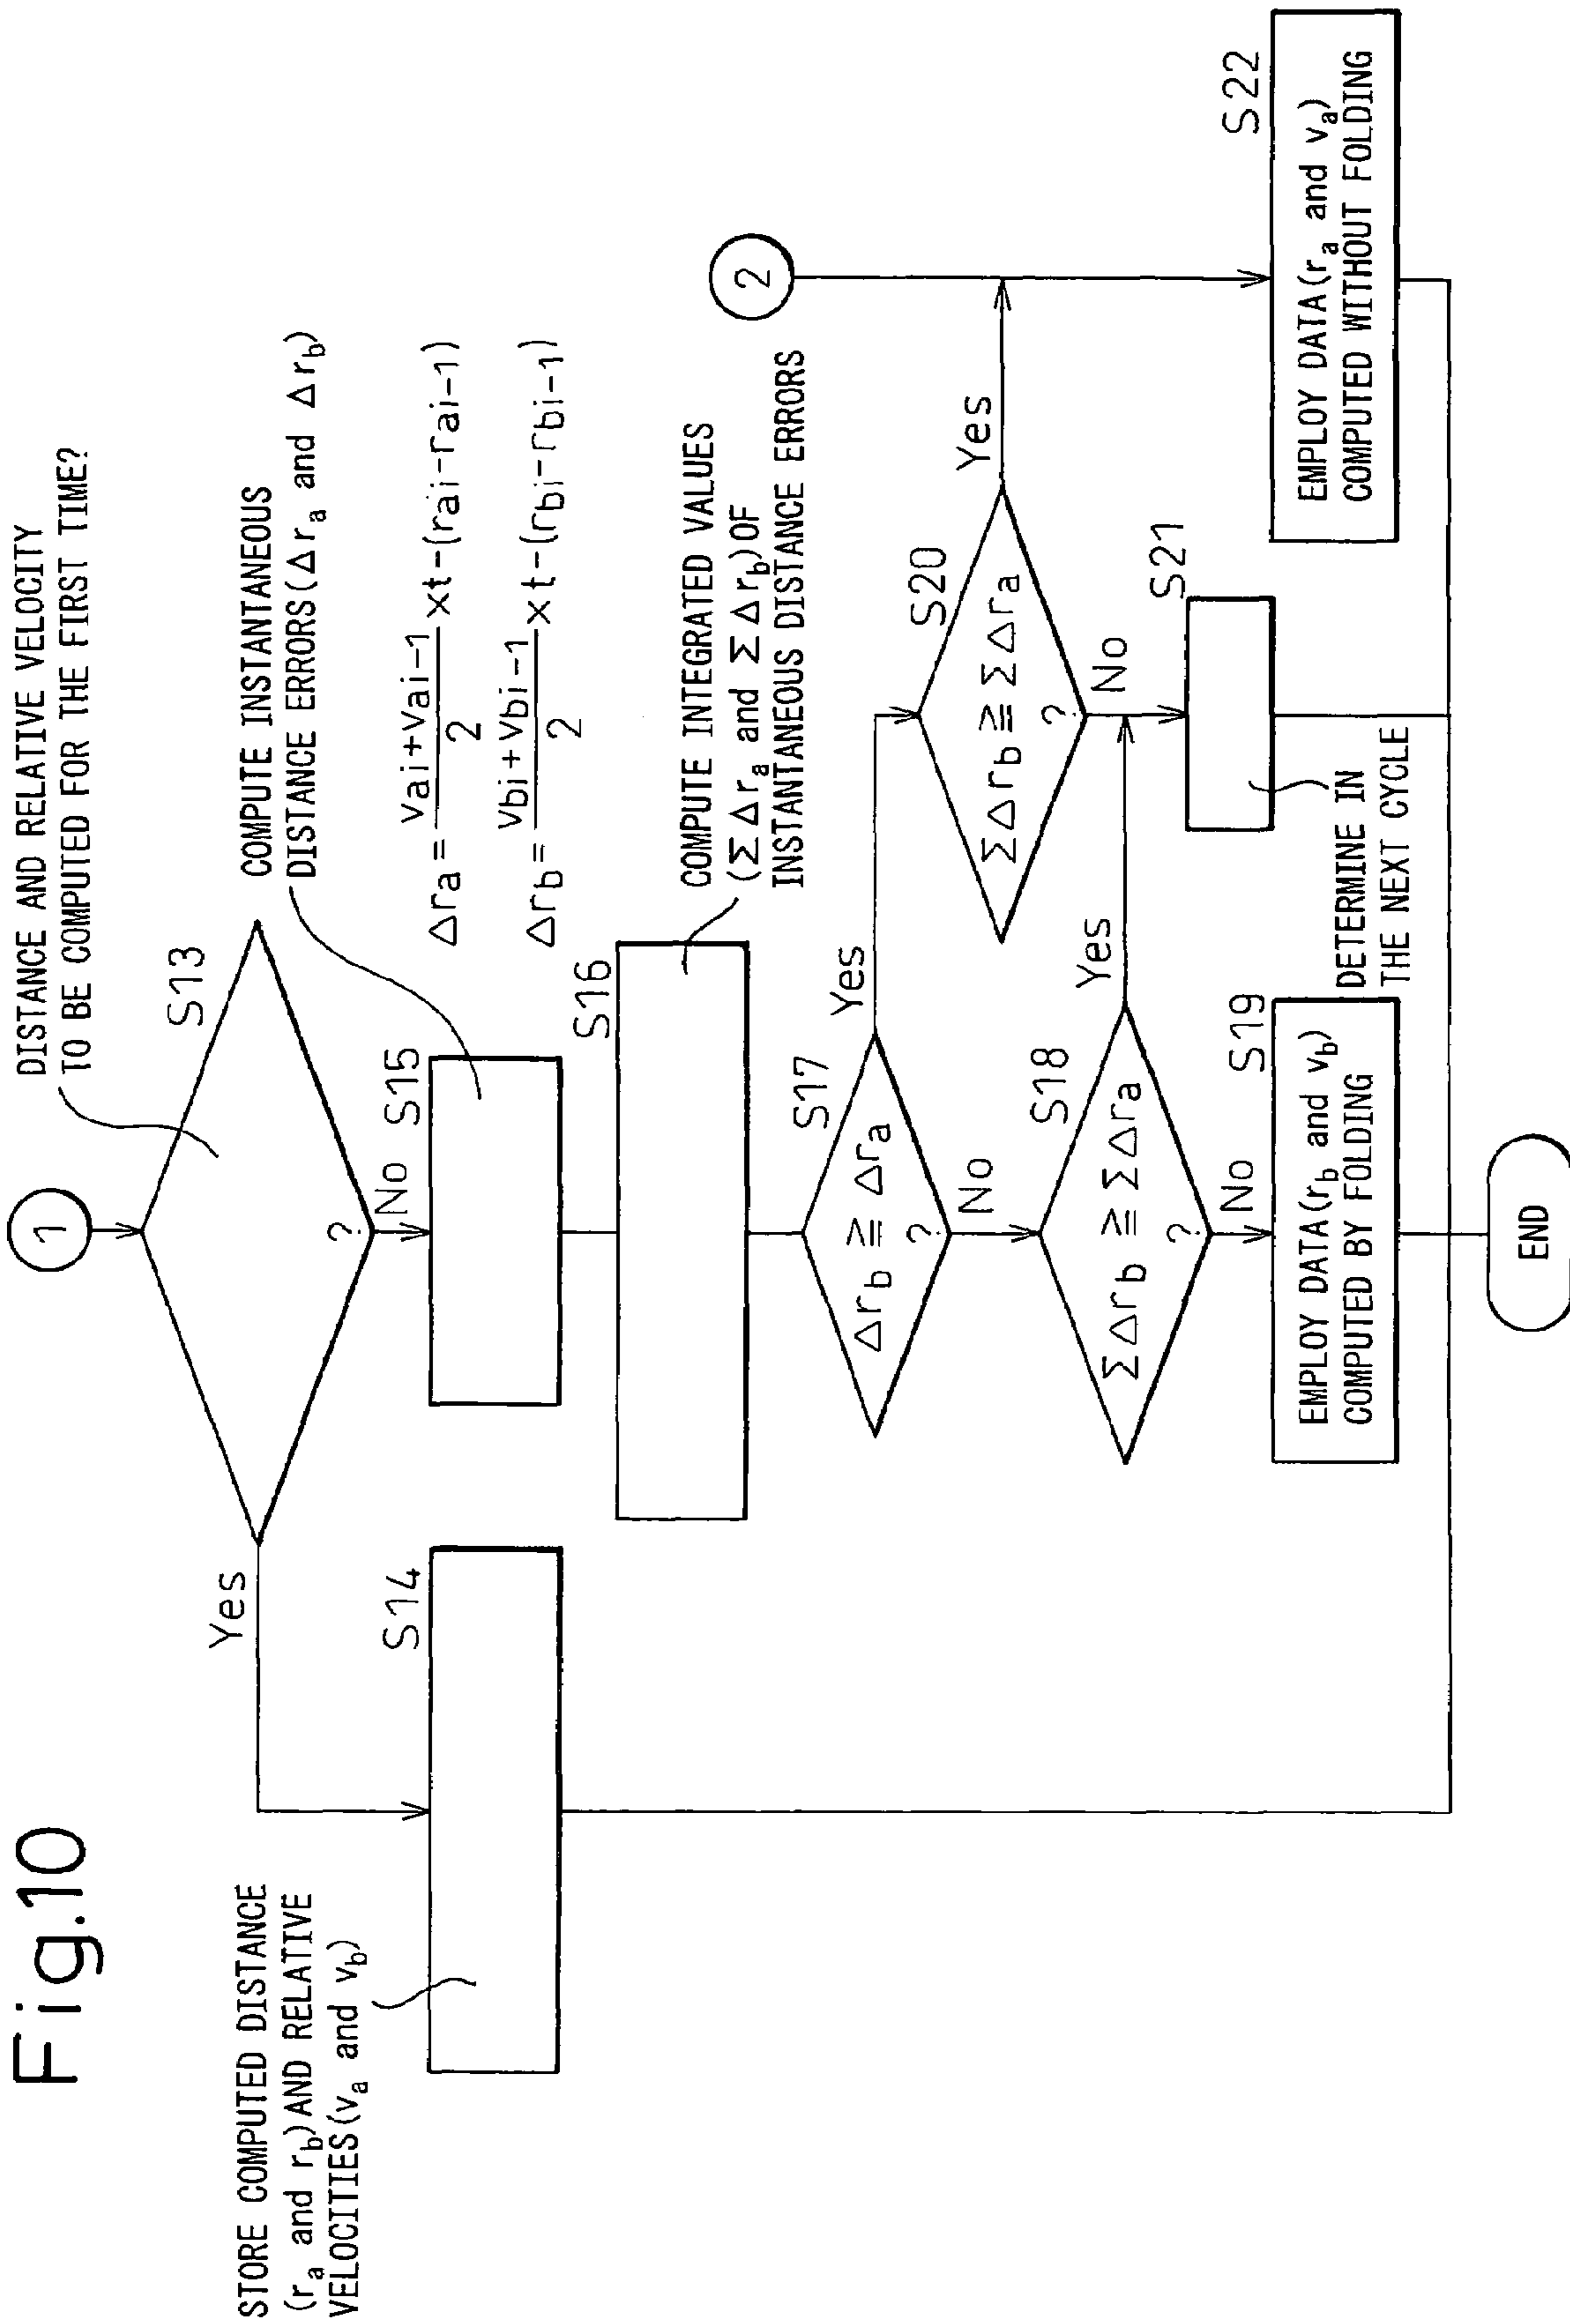 Fig.10
1
DISTANCE AND RELATIVE VELOCITY
TO BE COMPUTED FOR THE FIRST TIME?
S13
?
Yes
No
STORE COMPUTED DISTANCE
(ra and rb) AND RELATIVE
VELOCITIES (va and vb)
S14
S15
COMPUTE INSTANTANEOUS
DISTANCE ERRORS (Δra and Δrb)
Δra = (vai+vai-1)/2 xt-(rai-rai-1)
Δrb = (vbi+vbi-1)/2 xt-(rbi-rbi-1)
S16
COMPUTE INTEGRATED VALUES
(ΣΔra and ΣΔrb) OF
INSTANTANEOUS DISTANCE ERRORS
2
S17
Δrb ≧ Δra
?
Yes
No
S20
ΣΔrb ≧ ΣΔra
?
Yes
No
S18
ΣΔrb ≧ ΣΔra
?
Yes
No
S21
DETERMINE IN
THE NEXT CYCLE
S19
EMPLOY DATA (rb and vb)
COMPUTED BY FOLDING
S22
EMPLOY DATA (ra and va)
COMPUTED WITHOUT FOLDING
END